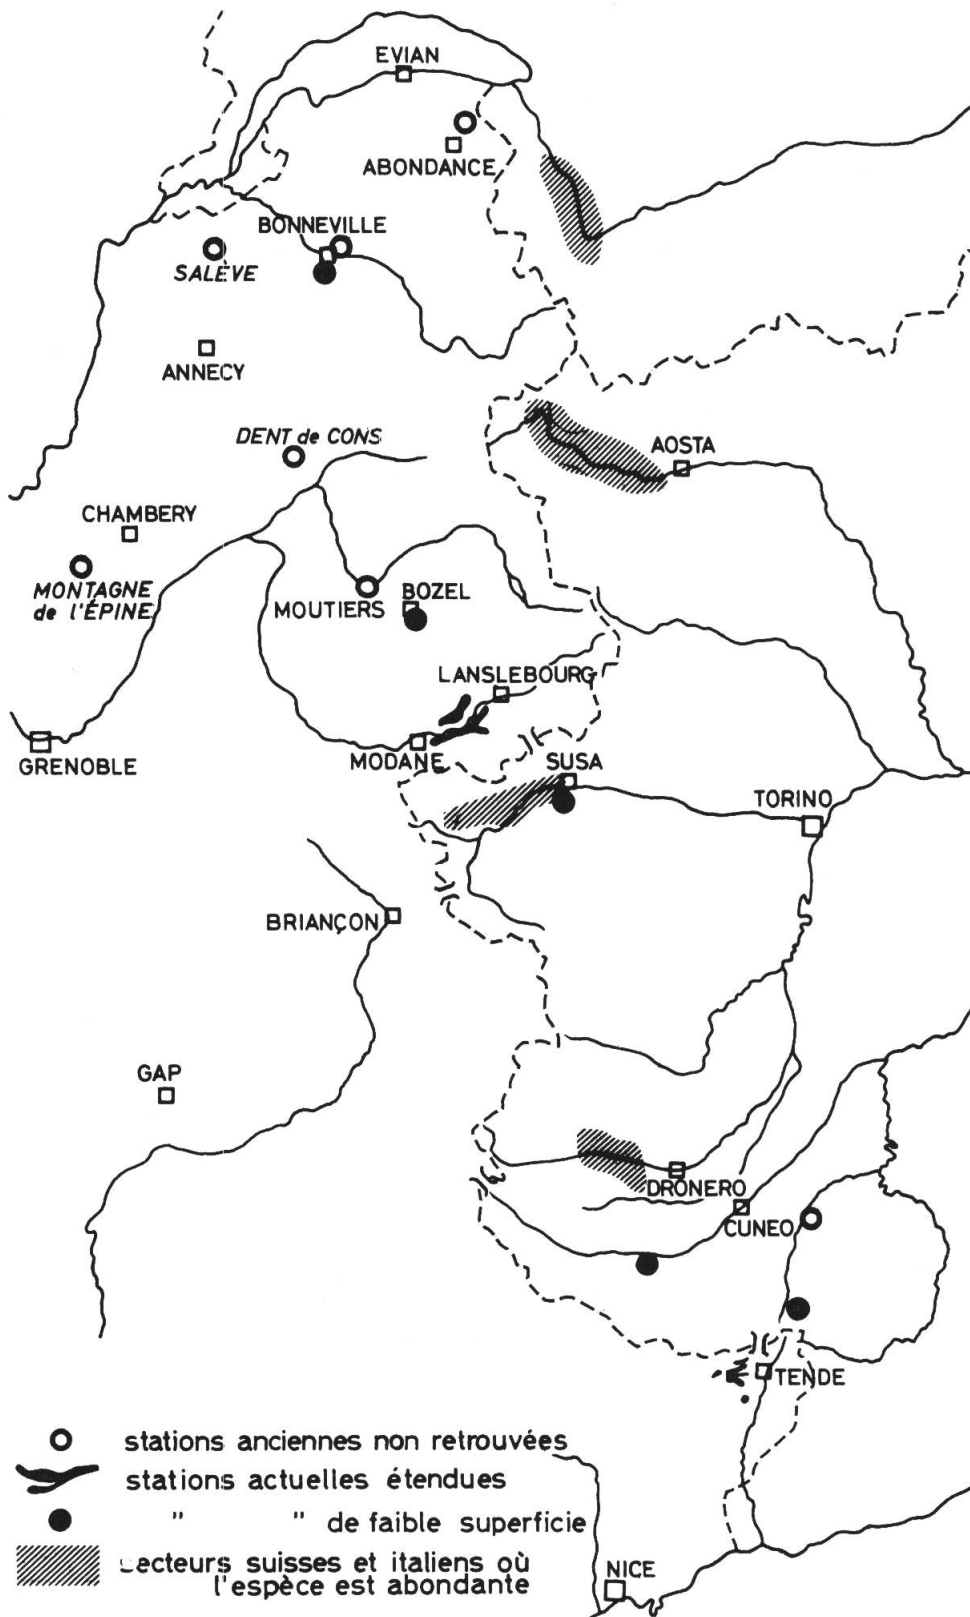 EVIAN
ABONDANCE
BONNEVILLE
SALÈVE
ANNECY
DENT de CONS
AOSTA
CHAMBERY
MONTAGNE
de l'ÉPINE
MOUTIERS
BOZEL
LANSLEBOURG
GRENOBLE
MODANE
SUSA
TORINO
BRIANÇON
GAP
DRONERO
CUNEO
TENDE
stations anciennes non retrouvées
stations actuelles étendues
" " de faible superficie
ecteurs suisses et italiens où
l'espèce est abondante
NICE